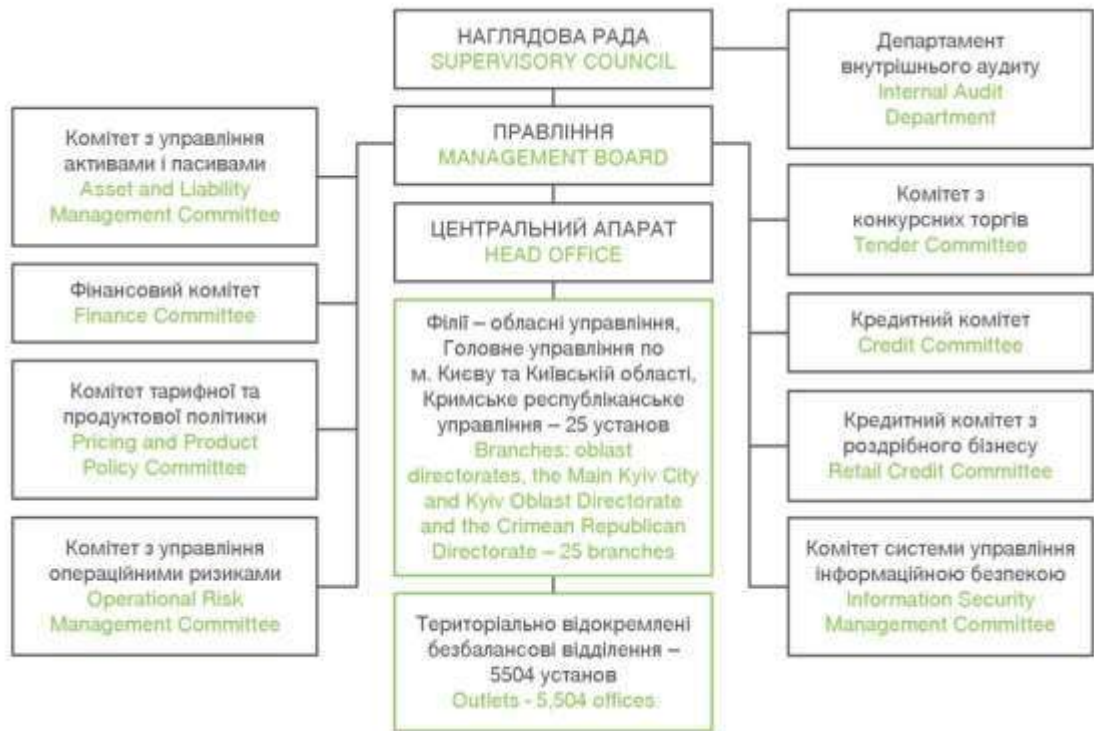 НАГЛЯДОВА РАДА
SUPERVISORY COUNCIL
Департамент
внутрішнього аудиту
Internal Audit
Department
ПРАВЛІННЯ
MANAGEMENT BOARD
Комітет з управління
активами і пасивами
Asset and Liability
Management Committee
Комітет з
конкурсних торгів
Tender Committee
ЦЕНТРАЛЬНИЙ АПАРАТ
HEAD OFFICE
Фінансовий комітет
Finance Committee
Кредитний комітет
Credit Committee
Філії – обласні управління,
Головне управління по
м. Києву та Київській області,
Кримське республіканське
управління – 25 установ
Branches: oblast
directorates, the Main Kyiv City
and Kyiv Oblast Directorate
and the Crimean Republican
Directorate – 25 branches
Комітет тарифної та
продуктової політики
Pricing and Product
Policy Committee
Кредитний комітет з
роздрібного бізнесу
Retail Credit Committee
Комітет з управління
операційними ризиками
Operational Risk
Management Committee
Комітет системи управління
інформаційною безпекою
Information Security
Management Committee
Територіально відокремлені
безбалансові відділення –
5504 установ
Outlets - 5,504 offices